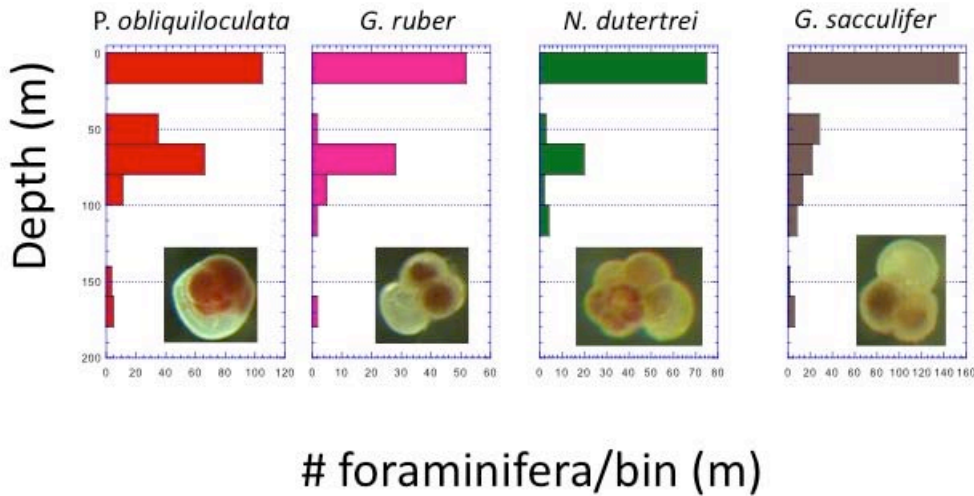 P. obliquiloculata
G. ruber
N. dutertrei
G. sacculifer
Depth (m)
0
50
100
150
200
0 20 40 60 80 100 120
0 10 20 30 40 50 60
0 10 20 30 40 50 60 70 80
0 20 40 60 80 100 120 140 160
# foraminifera/bin (m)